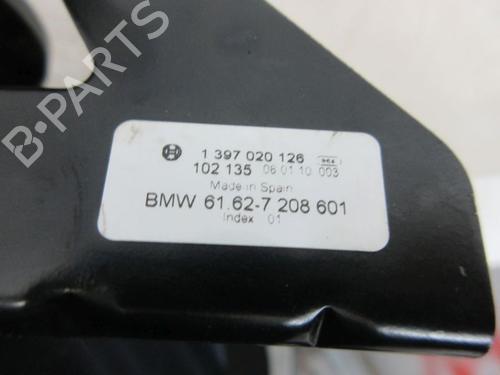 B-PARTS
1 397 020 126
102 135 06 01 10 003
Made in Spain
BMW 61.62-7 208 601
Index 01